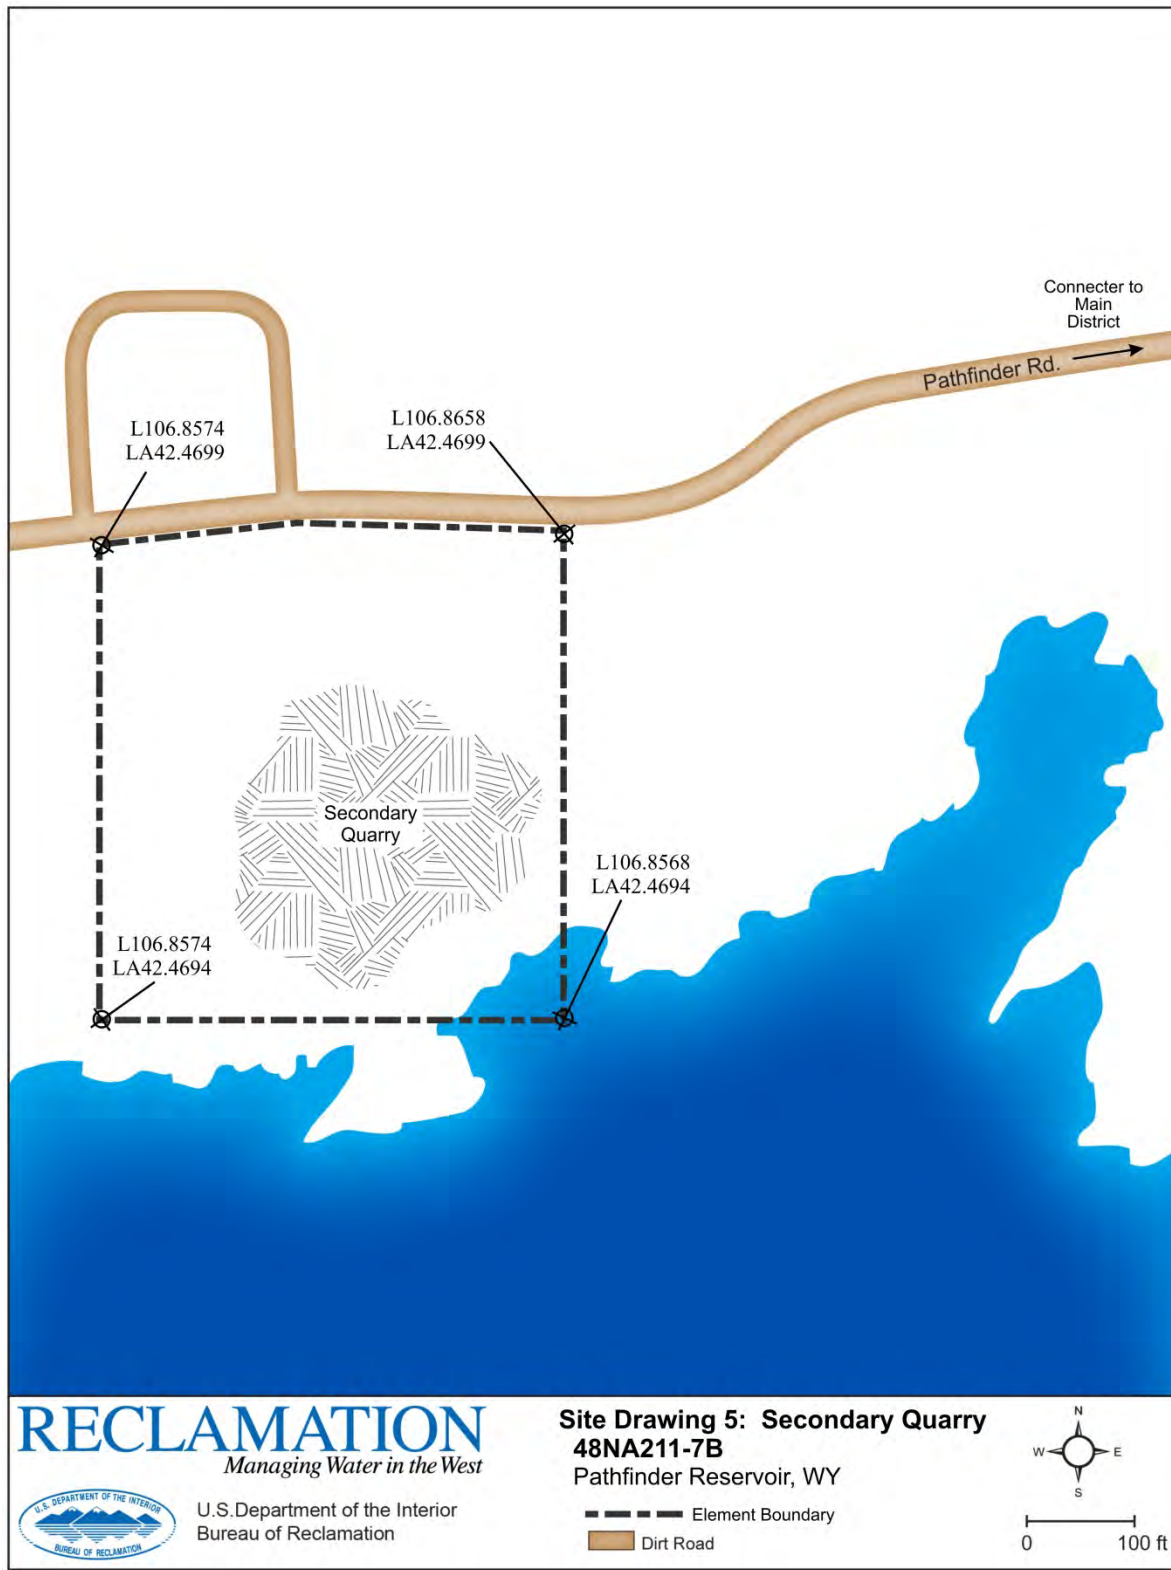 Connecter to
Main
District
Pathfinder Rd.
L106.8574
LA42.4699
L106.8658
LA42.4699
Secondary
Quarry
L106.8568
LA42.4694
L106.8574
LA42.4694
RECLAMATION
Managing Water in the West
U.S. DEPARTMENT OF THE INTERIOR
BUREAU OF RECLAMATION
U.S.Department of the Interior
Bureau of Reclamation
Site Drawing 5: Secondary Quarry
48NA211-7B
Pathfinder Reservoir, WY
Element Boundary
Dirt Road
N
W E
S
0 100 ft